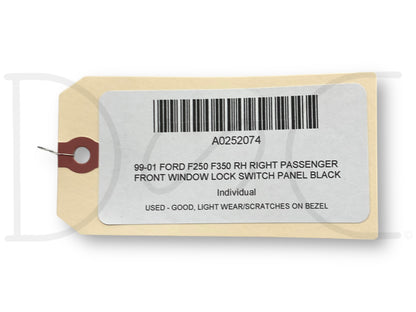 A0252074
99-01 FORD F250 F350 RH RIGHT PASSENGER
FRONT WINDOW LOCK SWITCH PANEL BLACK
Individual
USED - GOOD, LIGHT WEAR/SCRATCHES ON BEZEL